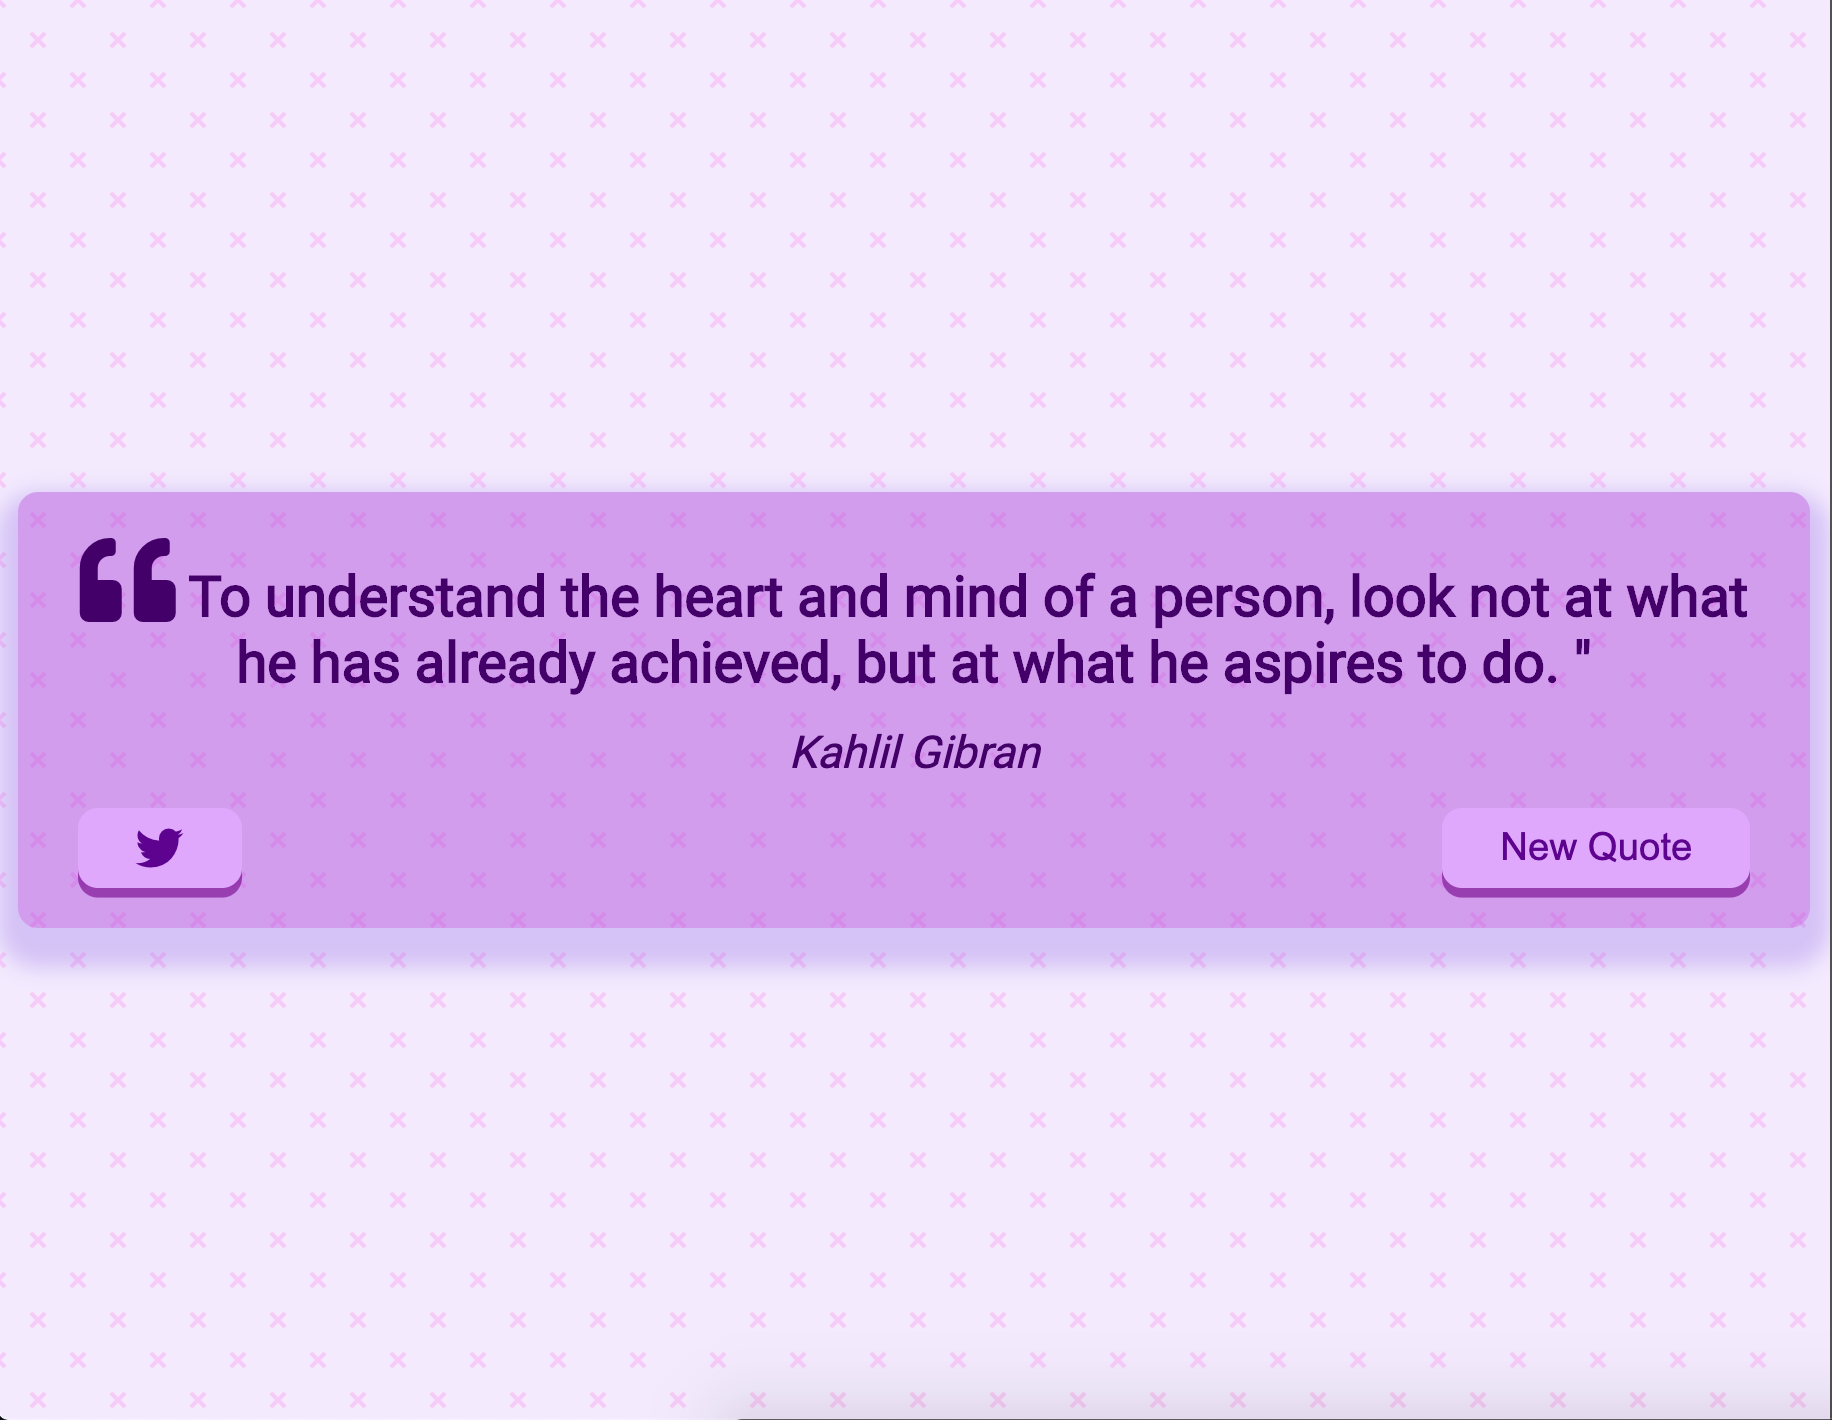 “To understand the heart and mind of a person, look not at what
he has already achieved, but at what he aspires to do. "
Kahlil Gibran
New Quote